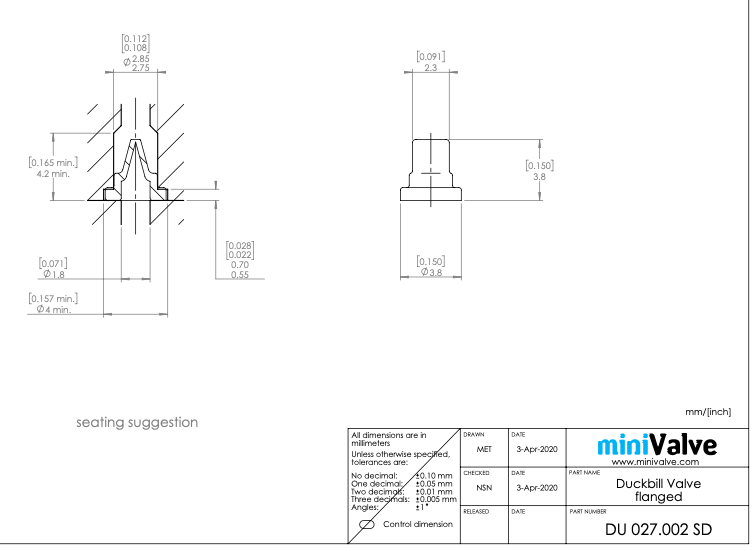 [0.112]
[0.108]
Ø2.85
2.75
[0.165 min.]
4.2 min.
[0.071]
Ø1.8
[0.157 min.]
Ø4 min.
[0.028]
[0.022]
0.70
0.55
[0.091]
2.3
[0.150]
3.8
[0.150]
Ø3.8
seating suggestion
mm/[inch]
All dimensions are in
millimeters
Unless otherwise specified,
tolerances are:
No decimal: ±0.10 mm
One decimal: ±0.05 mm
Two decimals: ±0.01 mm
Three decimals: ±0.005 mm
Angles: ±1°
Control dimension
DRAWN
MET
DATE
3-Apr-2020
CHECKED
NSN
DATE
3-Apr-2020
RELEASED
DATE
miniValve
www.minivalve.com
PART NAME
Duckbill Valve
flanged
PART NUMBER
DU 027.002 SD